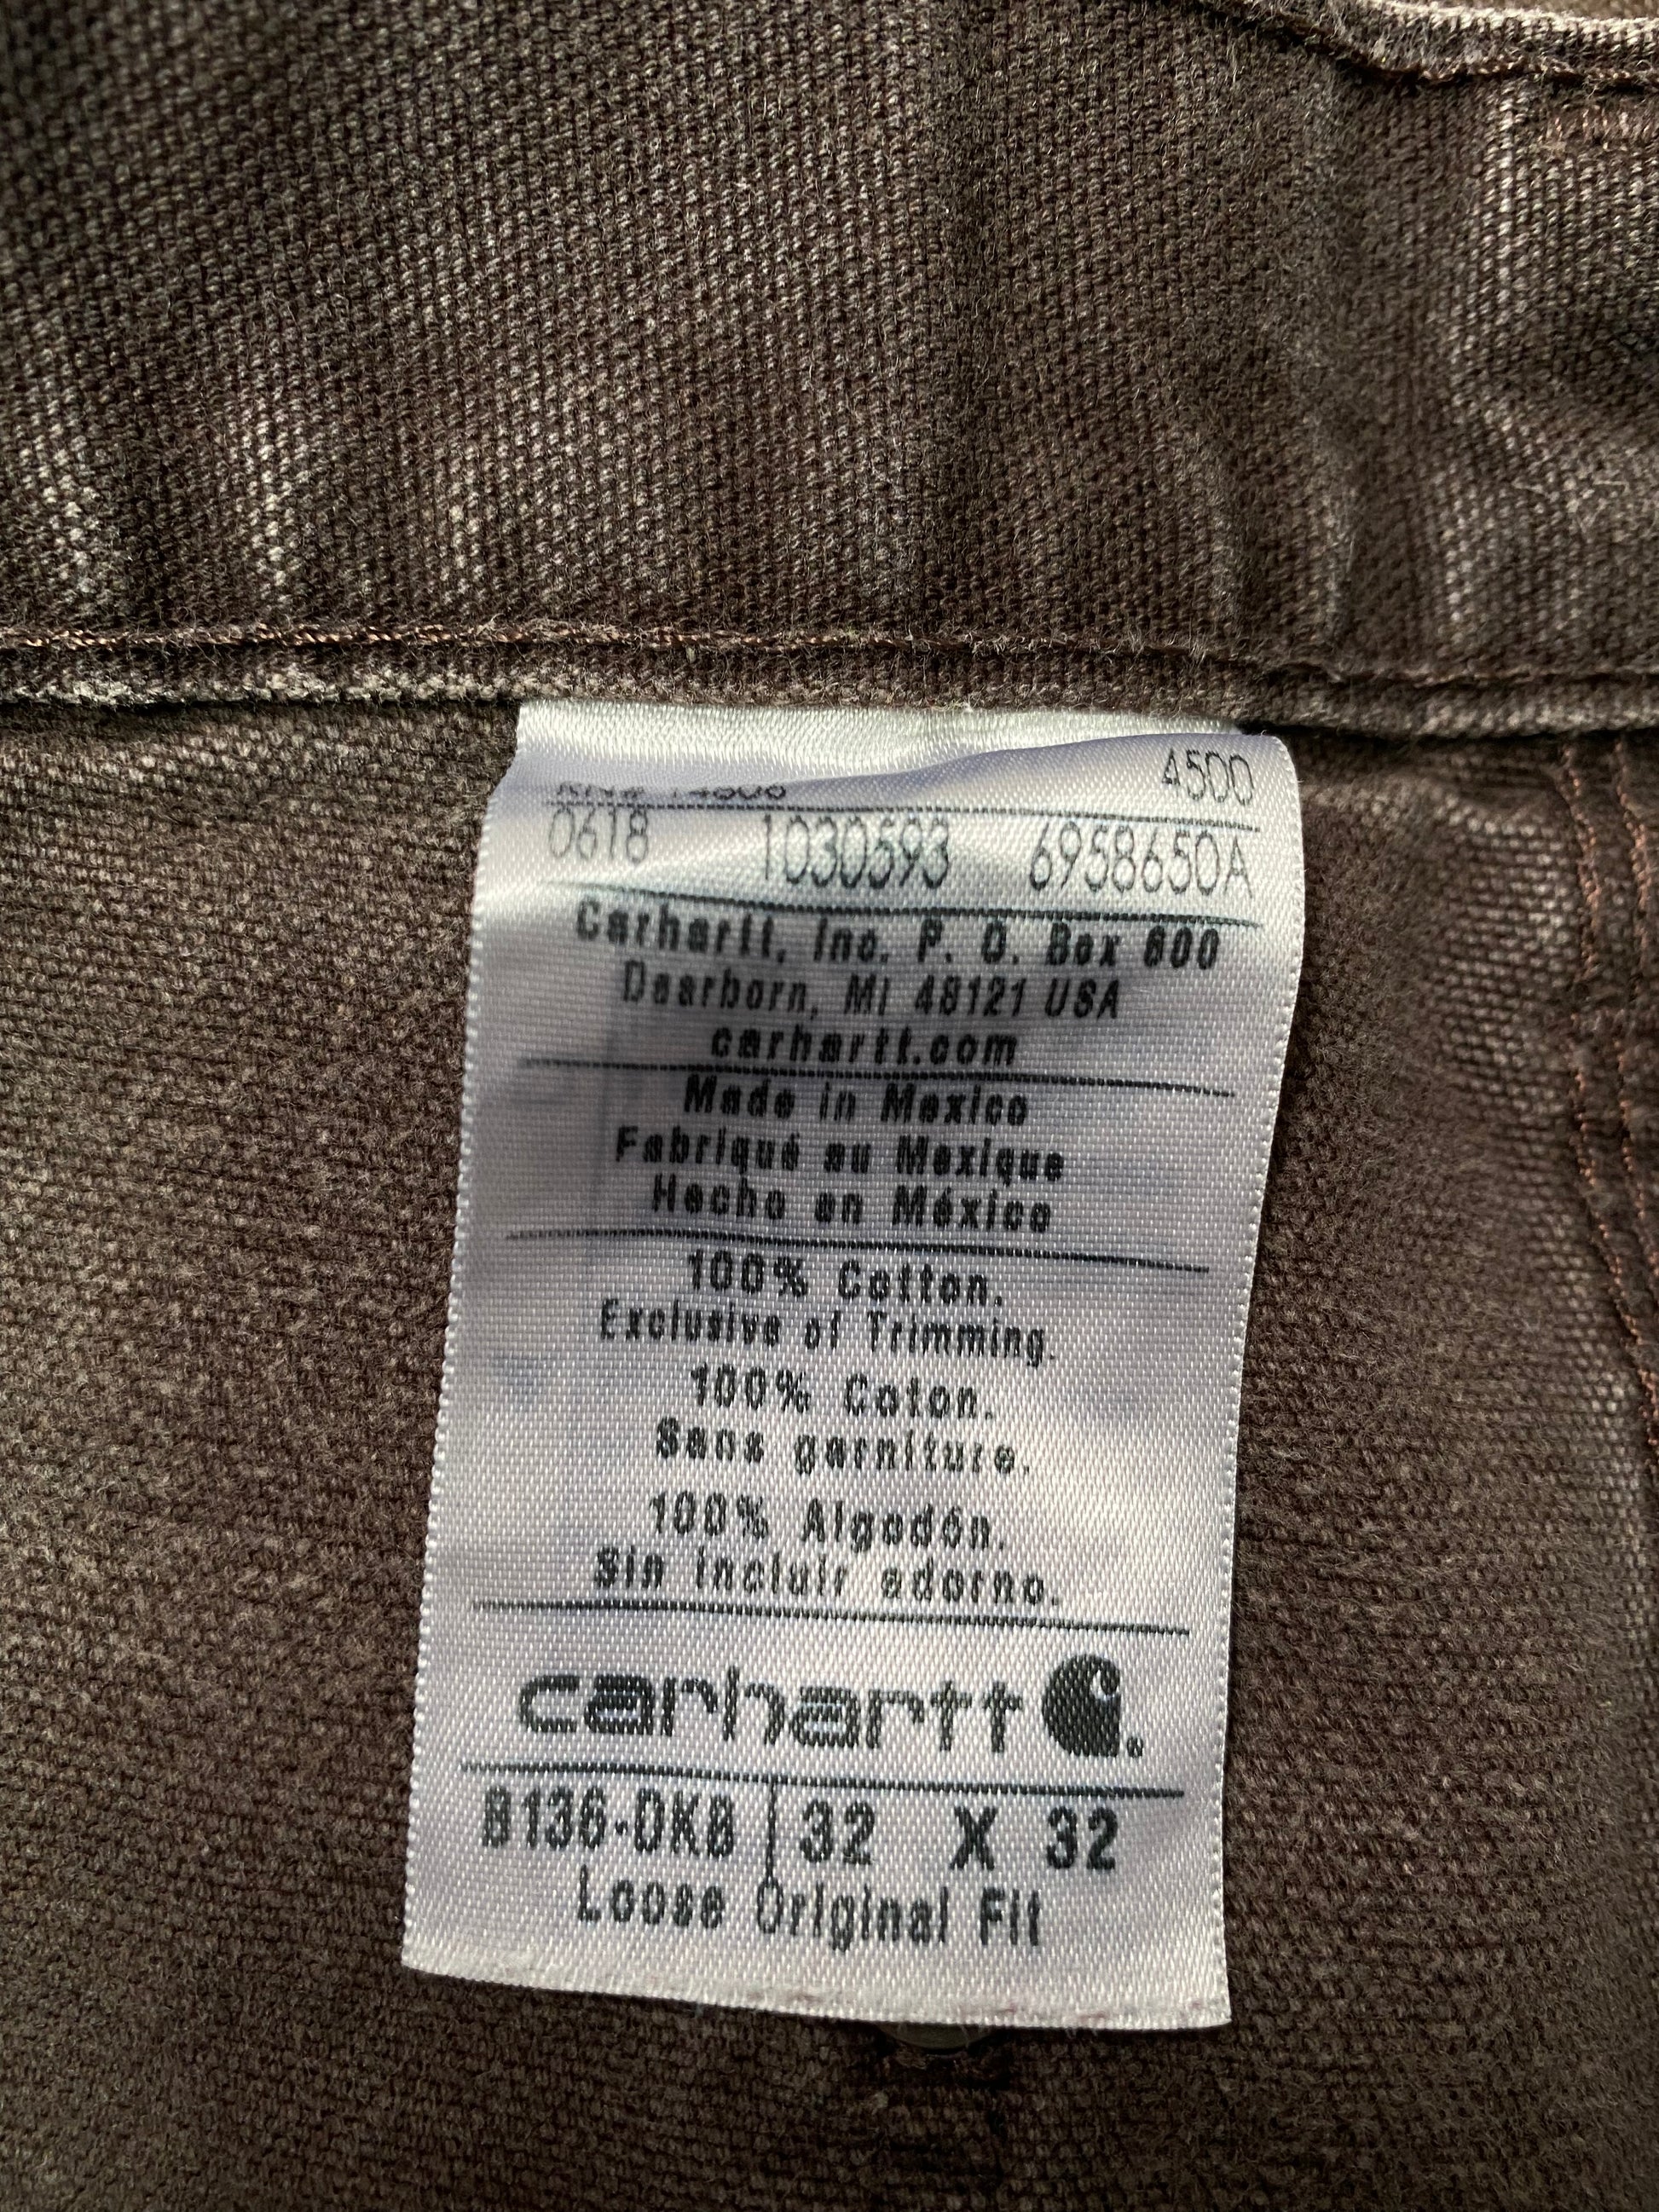 RN# 14806 4500
0618 1030593 6958650A
Carhartt, Inc. P. O. Box 600
Dearborn, MI 48121 USA
carhartt.com
Made in Mexico
Fabriqué au Mexique
Hecho en México
100% Cotton.
Exclusive of Trimming.
100% Coton.
Sans garniture.
100% Algodón.
Sin incluir adorno.
carhartt
B136-DKB 32 X 32
Loose Original Fit